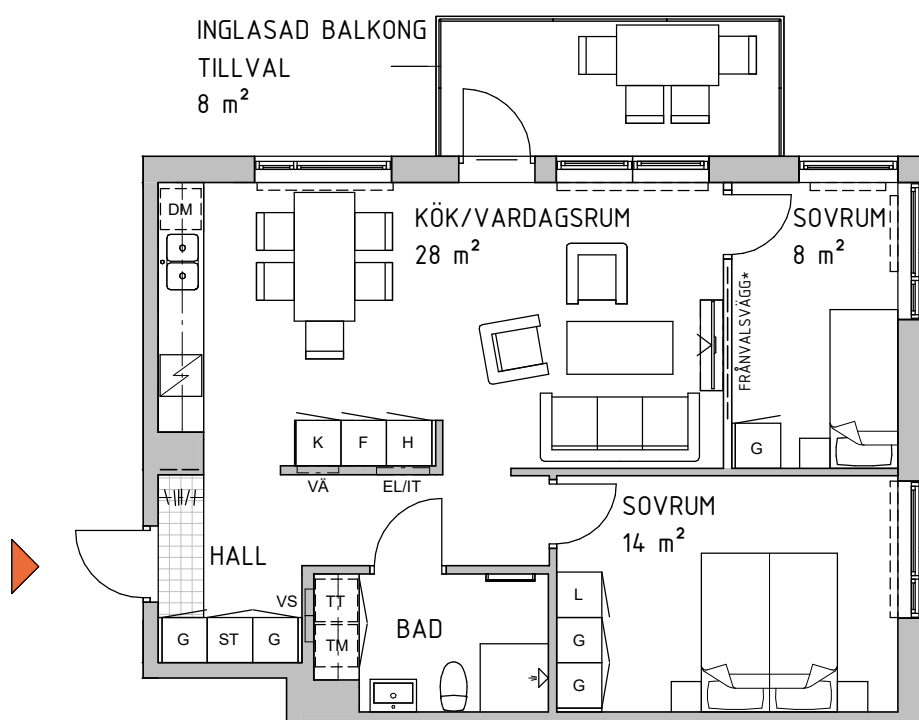 INGLASAD BALKONG
TILLVAL
8 m²
DM
KÖK/VARDAGSRUM
28 m²
SOVRUM
8 m²
FRÅNVALSVÄGG*
K F H
G
VÄ EL/IT
SOVRUM
14 m²
HALL
VS TT
L
G ST G
TM
BAD
G
G